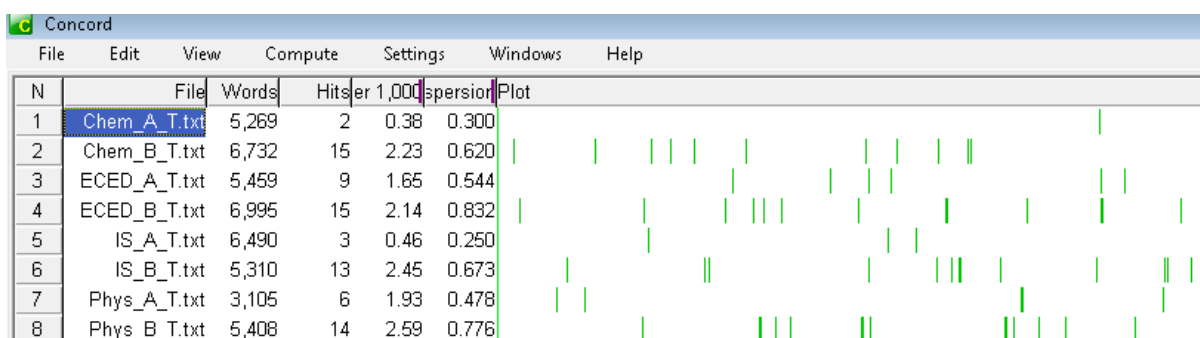 C Concord
File Edit View Compute Settings Windows Help
N File Words Hits er 1,000 spersion Plot
1 Chem_A_T.txt 5,269 2 0.38 0.300
2 Chem_B_T.txt 6,732 15 2.23 0.620
3 ECED_A_T.txt 5,459 9 1.65 0.544
4 ECED_B_T.txt 6,995 15 2.14 0.832
5 IS_A_T.txt 6,490 3 0.46 0.250
6 IS_B_T.txt 5,310 13 2.45 0.673
7 Phys_A_T.txt 3,105 6 1.93 0.478
8 Phys_B_T.txt 5,408 14 2.59 0.776